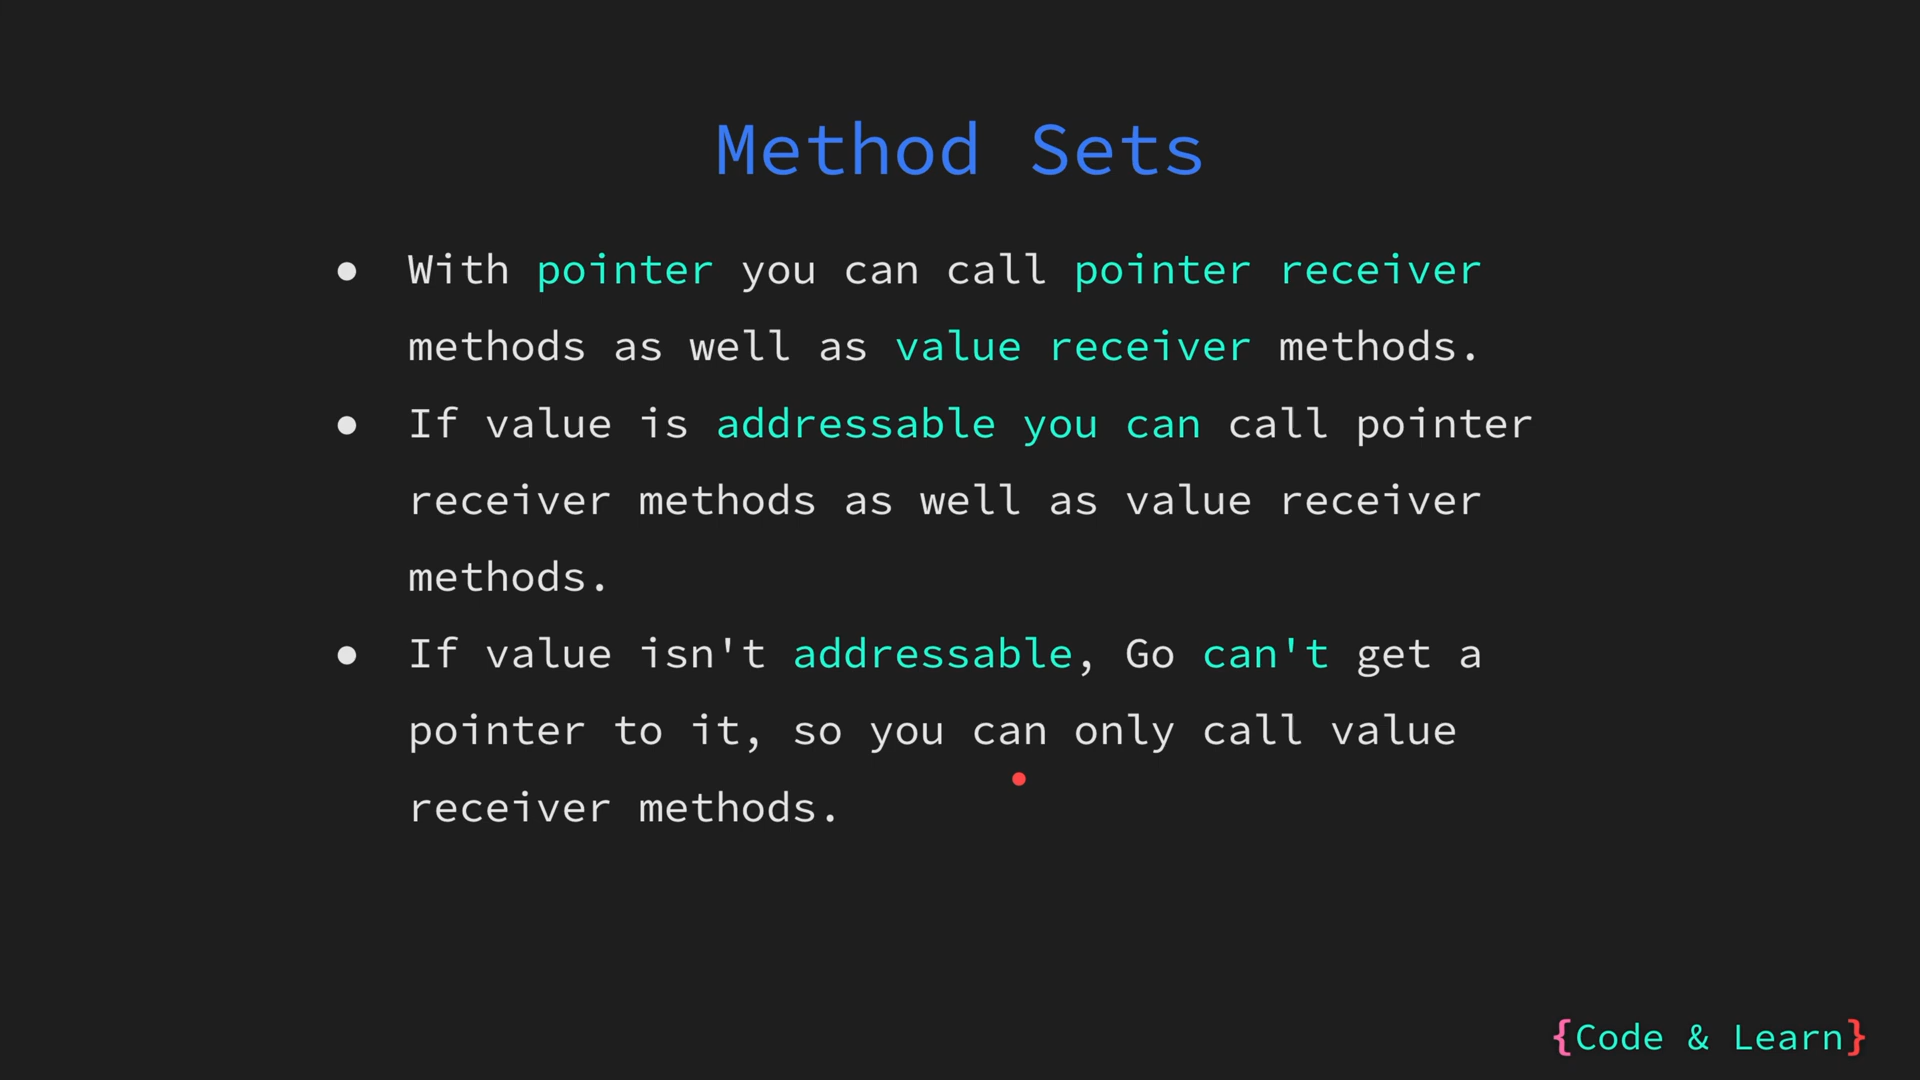 Method Sets
● With pointer you can call pointer receiver
methods as well as value receiver methods.
● If value is addressable you can call pointer
receiver methods as well as value receiver
methods.
● If value isn't addressable, Go can't get a
pointer to it, so you can only call value
receiver methods.
{Code & Learn}